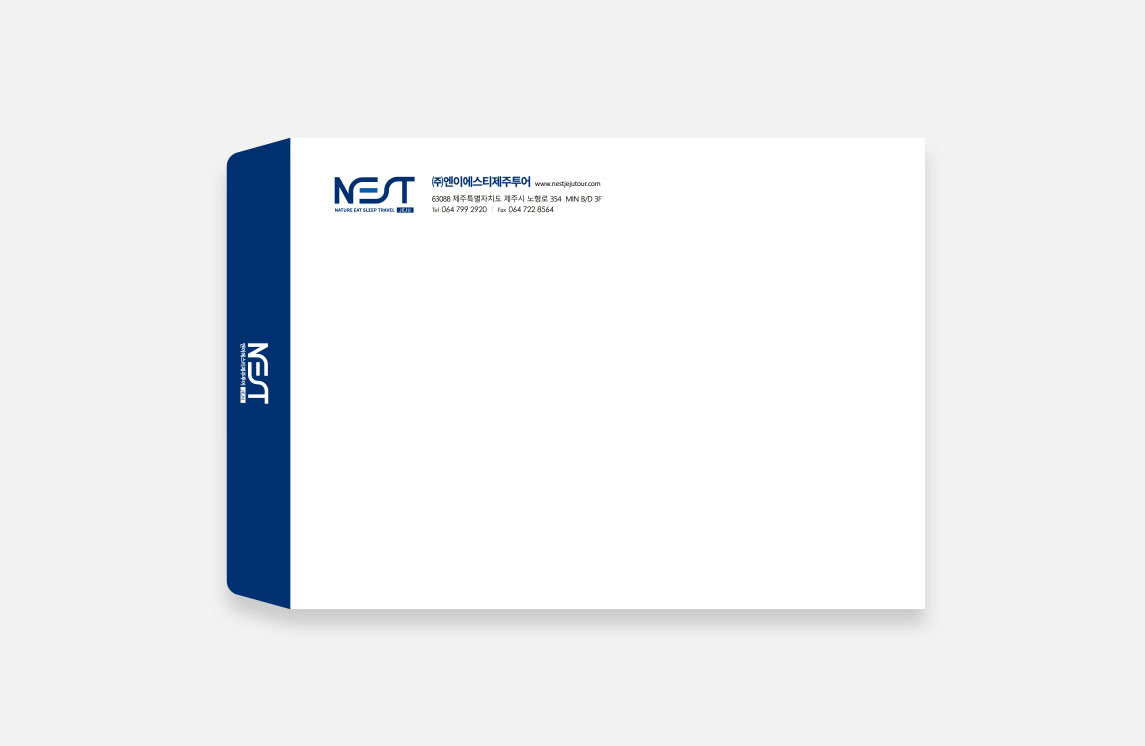 NEST
NATURE EAT SLEEP TRAVEL JEJU
㈜엔이에스티제주투어 www.nestjejutour.com
63088 제주특별자치도 제주시 노형로 354 MIN B/D 3F
Tel 064 799 2920 | Fax 064 722 8564
NEST
엔이에스티제주투어 JEJU